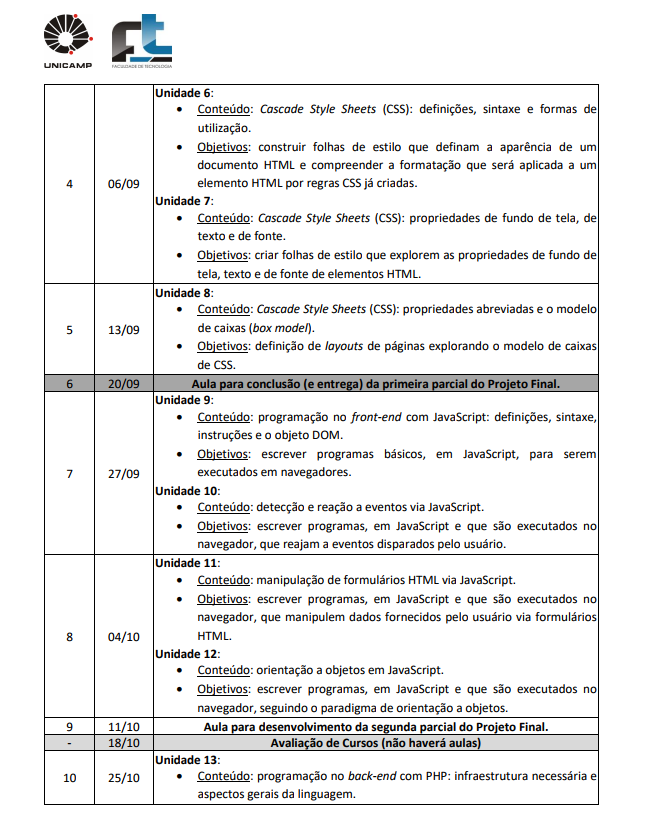 UNICAMP
FACULDADE DE TECNOLOGIA
Unidade 6:
• Conteúdo: Cascade Style Sheets (CSS): definições, sintaxe e formas de
utilização.
• Objetivos: construir folhas de estilo que definam a aparência de um
documento HTML e compreender a formatação que será aplicada a um
elemento HTML por regras CSS já criadas.
4 06/09
Unidade 7:
• Conteúdo: Cascade Style Sheets (CSS): propriedades de fundo de tela, de
texto e de fonte.
• Objetivos: criar folhas de estilo que explorem as propriedades de fundo de
tela, texto e de fonte de elementos HTML.
Unidade 8:
• Conteúdo: Cascade Style Sheets (CSS): propriedades abreviadas e o modelo
5 13/09 de caixas (box model).
• Objetivos: definição de layouts de páginas explorando o modelo de caixas
de CSS.
6 20/09 Aula para conclusão (e entrega) da primeira parcial do Projeto Final.
Unidade 9:
• Conteúdo: programação no front-end com JavaScript: definições, sintaxe,
instruções e o objeto DOM.
• Objetivos: escrever programas básicos, em JavaScript, para serem
executados em navegadores.
7 27/09
Unidade 10:
• Conteúdo: detecção e reação a eventos via JavaScript.
• Objetivos: escrever programas, em JavaScript e que são executados no
navegador, que reajam a eventos disparados pelo usuário.
Unidade 11:
• Conteúdo: manipulação de formulários HTML via JavaScript.
• Objetivos: escrever programas, em JavaScript e que são executados no
navegador, que manipulem dados fornecidos pelo usuário via formulários
HTML.
8 04/10
Unidade 12:
• Conteúdo: orientação a objetos em JavaScript.
• Objetivos: escrever programas, em JavaScript e que são executados no
navegador, seguindo o paradigma de orientação a objetos.
9 11/10 Aula para desenvolvimento da segunda parcial do Projeto Final.
- 18/10 Avaliação de Cursos (não haverá aulas)
Unidade 13:
10 25/10 • Conteúdo: programação no back-end com PHP: infraestrutura necessária e
aspectos gerais da linguagem.